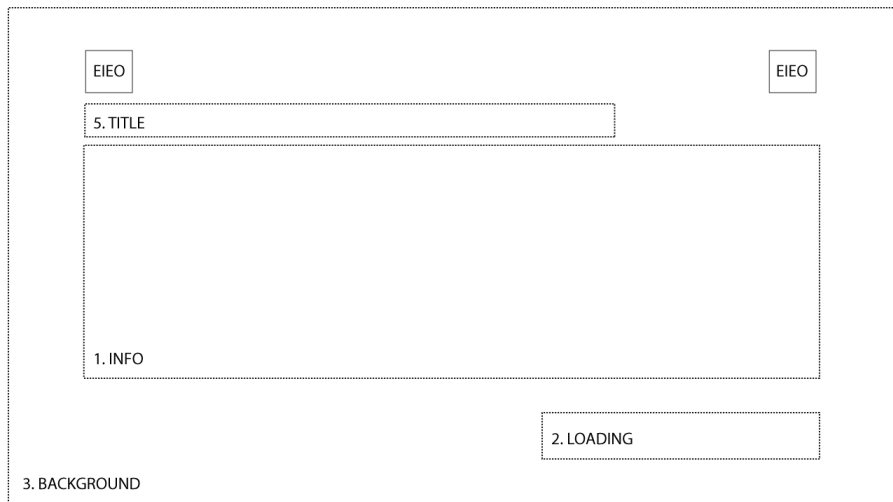 EIEO
EIEO
5. TITLE
1. INFO
2. LOADING
3. BACKGROUND